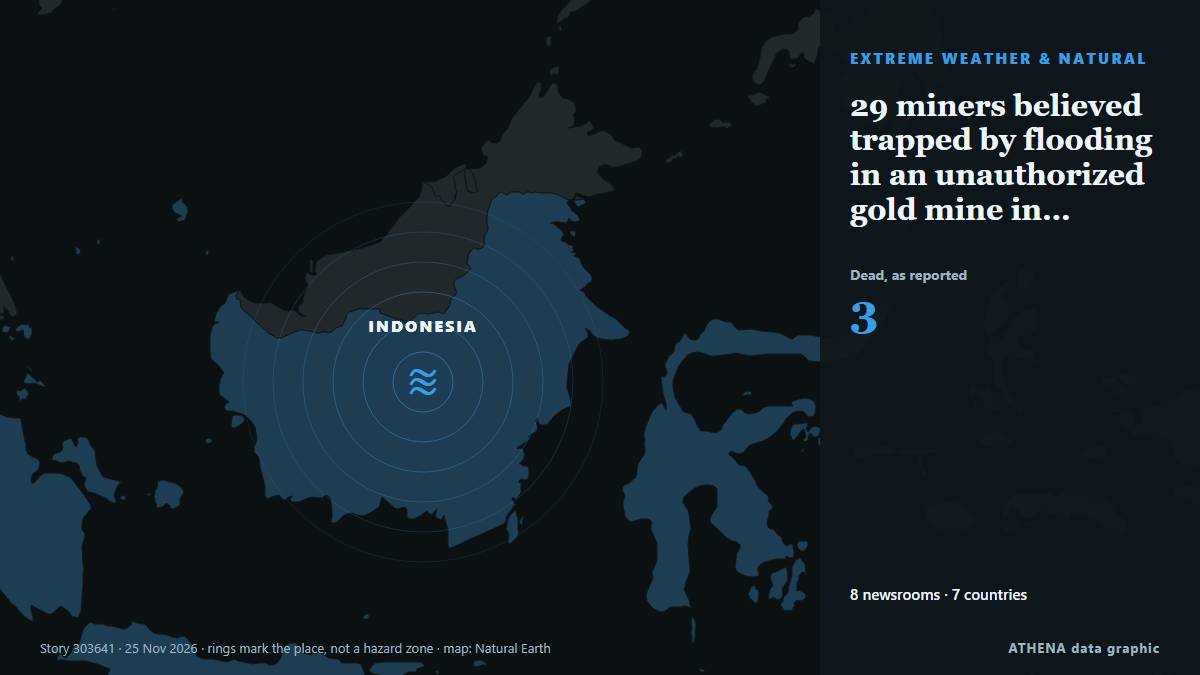 EXTREME WEATHER & NATURAL
29 miners believed
trapped by flooding
in an unauthorized
gold mine in...
Dead, as reported
3
INDONESIA
8 newsrooms · 7 countries
Story 303641 · 25 Nov 2026 · rings mark the place, not a hazard zone · map: Natural Earth
ATHENA data graphic